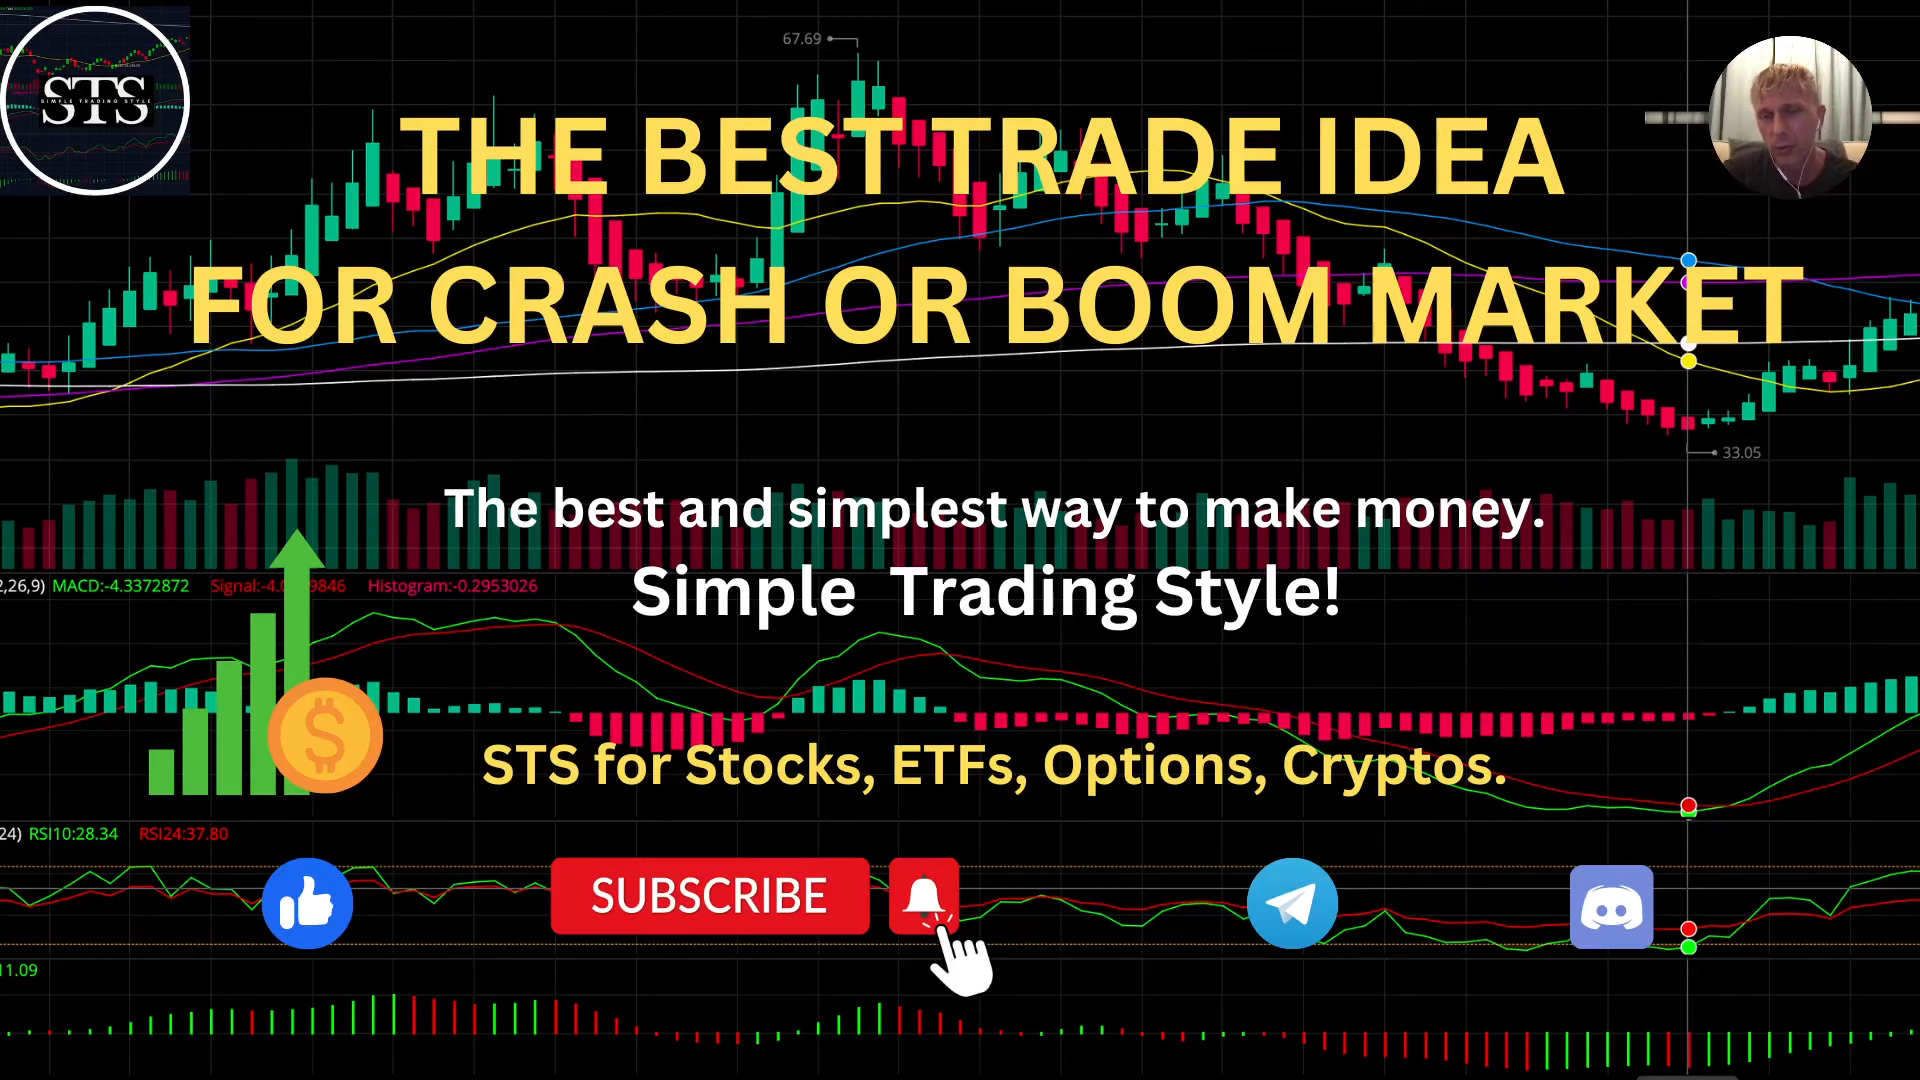 STS
SIMPLE TRADING STYLE
67.69
THE BEST TRADE IDEA
FOR CRASH OR BOOM MARKET
33.05
The best and simplest way to make money.
2,26,9) MACD:-4.3372872 Histogram:-0.2953026
Simple Trading Style!
STS for Stocks, ETFs, Options, Cryptos.
24) RSI10:28.34 RSI24:37.80
SUBSCRIBE
11.09